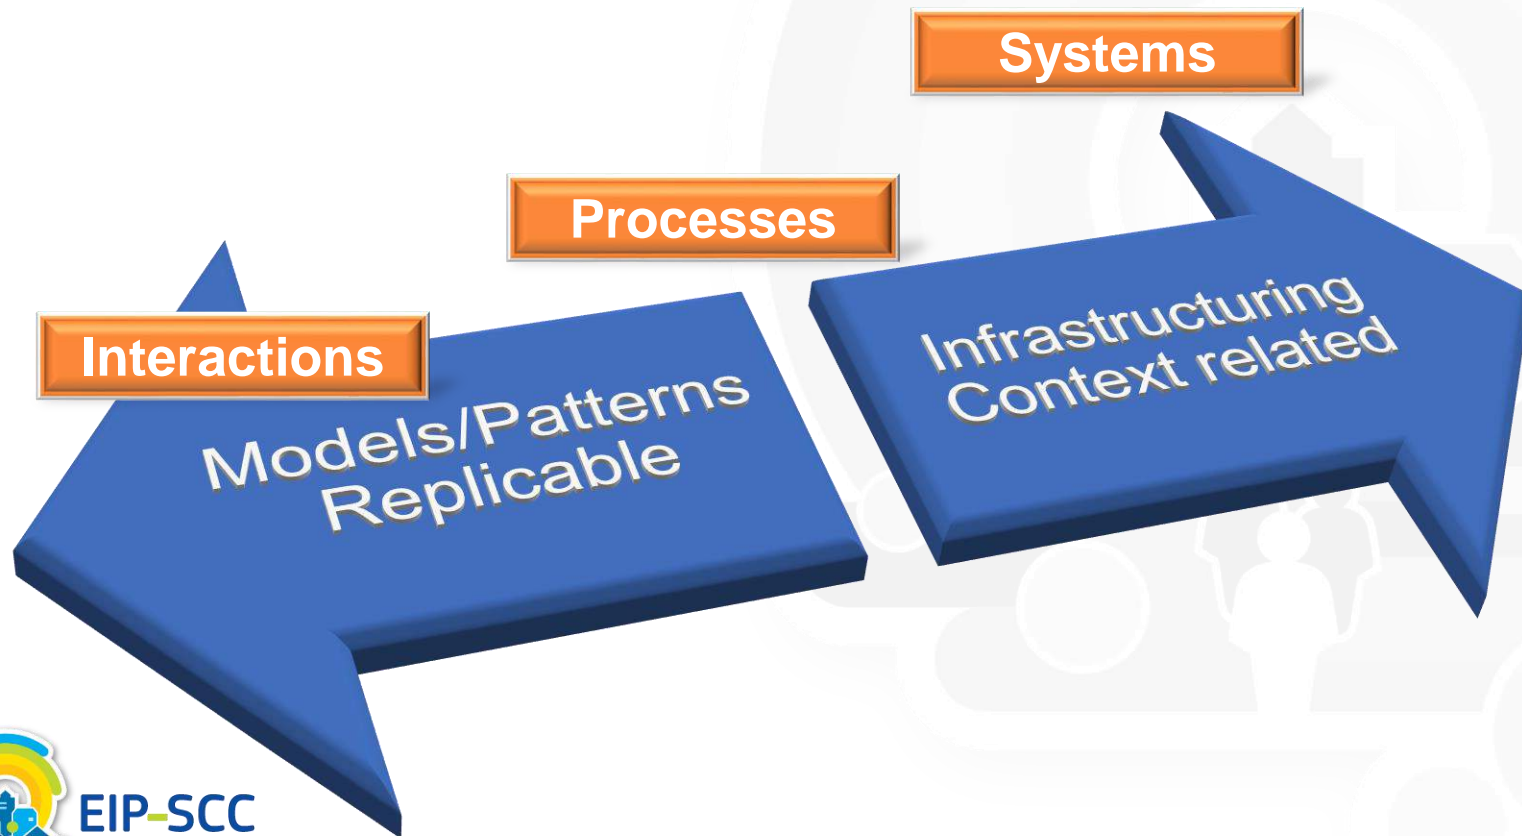 Systems
Processes
Interactions
Infrastructuring
Context related
Models/Patterns
Replicable
EIP-SCC